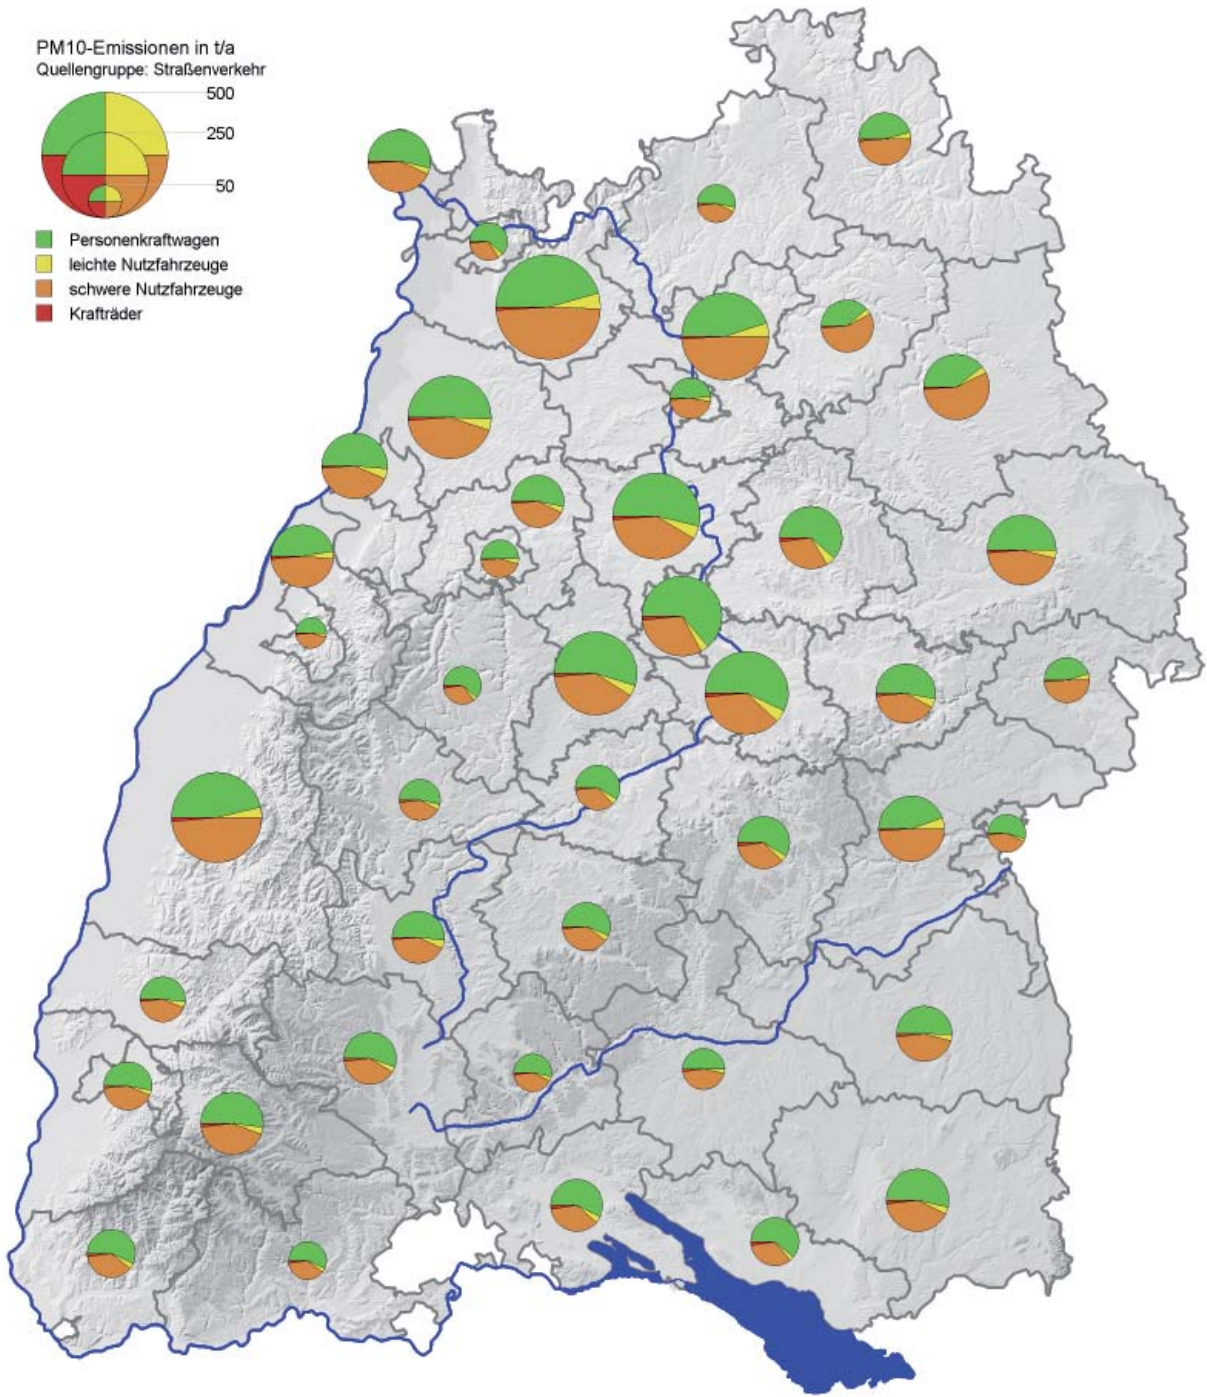 PM10-Emissionen in t/a
Quellengruppe: Straßenverkehr
500
250
50
Personenkraftwagen
leichte Nutzfahrzeuge
schwere Nutzfahrzeuge
Krafträder